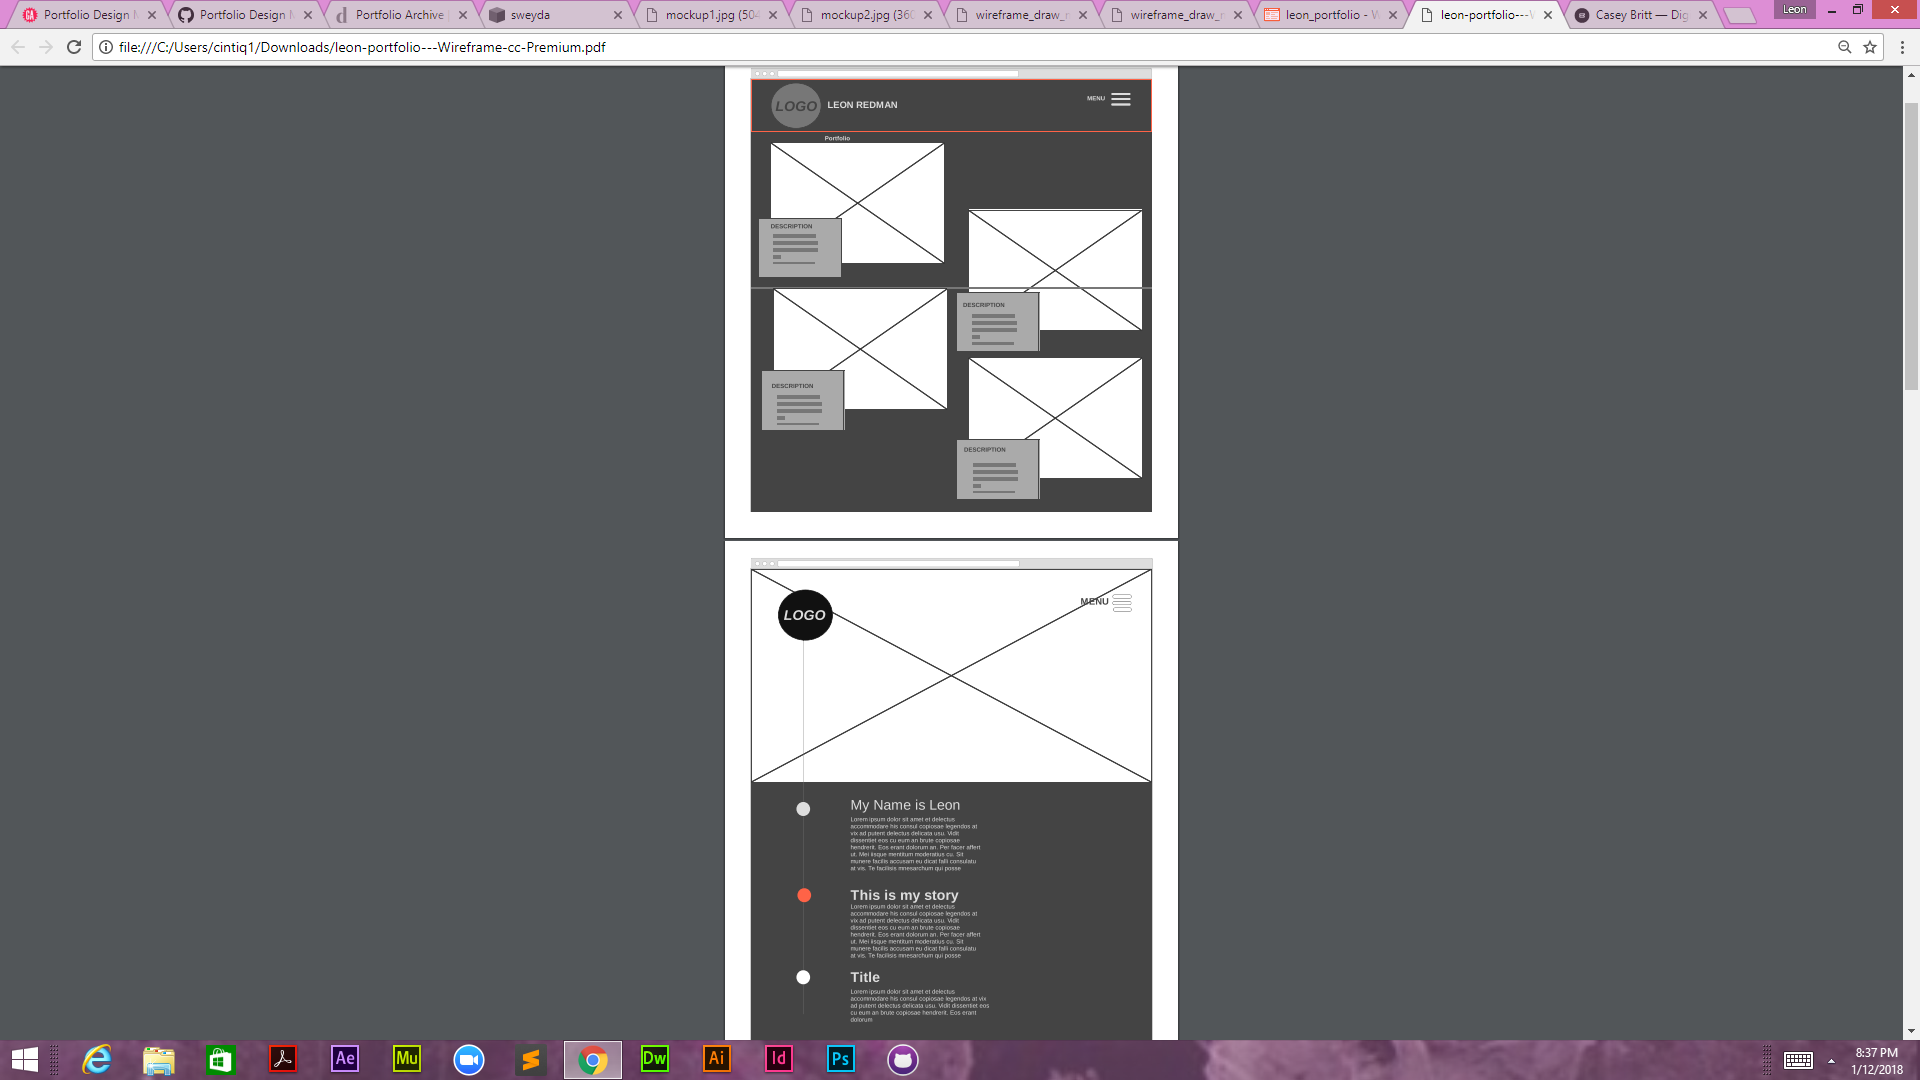 Portfolio Design
Portfolio Design
Portfolio Archive
sweyda
mockup1.jpg (504
mockup2.jpg (360
wireframe_draw_
wireframe_draw_
leon_portfolio -
leon-portfolio---
Casey Britt — Dig
Leon
file:///C:/Users/cintiq1/Downloads/leon-portfolio---Wireframe-cc-Premium.pdf
LOGO
LEON REDMAN
MENU
Portfolio
DESCRIPTION
DESCRIPTION
DESCRIPTION
DESCRIPTION
LOGO
MENU
My Name is Leon
Lorem ipsum dolor sit amet et delectus
accommodare his consul copiosae legendos at
vix ad putent delectus delicata usu. Vidit
dissentiet eos cu eum an brute copiosae
hendrerit. Eos erant dolorum an. Per facer affert
ut. Mei iisque mentitum moderatius cu. Sit
munere facilis accusam eu dicat falli consulatu
at vis. Te facilisis mnesarchum qui posse
This is my story
Lorem ipsum dolor sit amet et delectus
accommodare his consul copiosae legendos at
vix ad putent delectus delicata usu. Vidit
dissentiet eos cu eum an brute copiosae
hendrerit. Eos erant dolorum an. Per facer affert
ut. Mei iisque mentitum moderatius cu. Sit
munere facilis accusam eu dicat falli consulatu
at vis. Te facilisis mnesarchum qui posse
Title
Lorem ipsum dolor sit amet et delectus
accommodare his consul copiosae legendos at vix
ad putent delectus delicata usu. Vidit dissentiet eos
cu eum an brute copiosae hendrerit. Eos erant
dolorum
Ae
Mu
Dw
Ai
Id
Ps
8:37 PM
1/12/2018